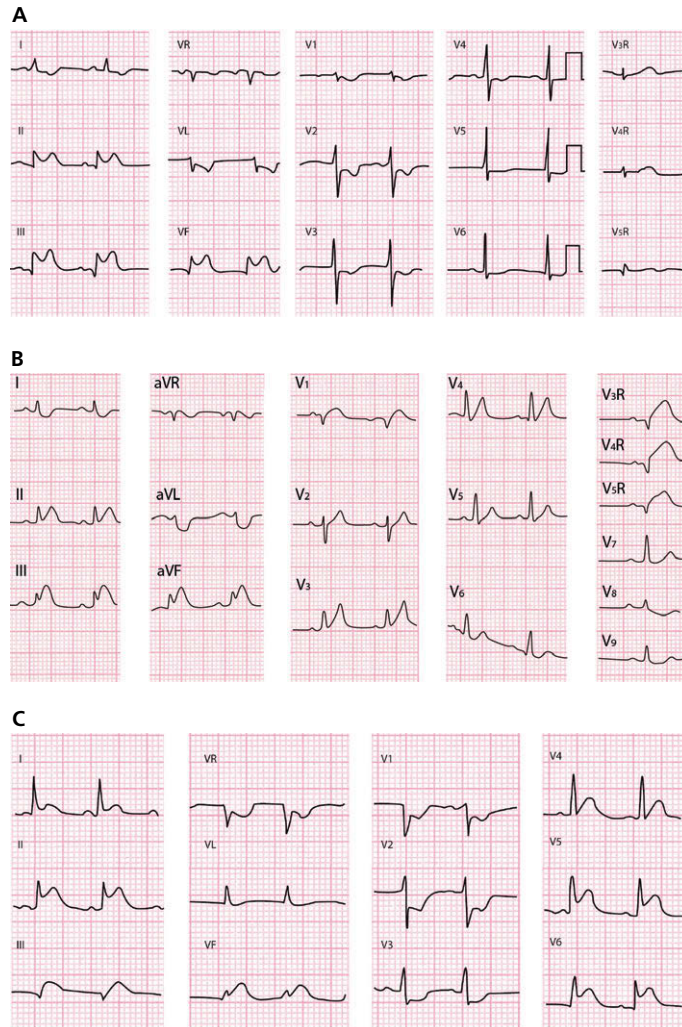 A
I VR V1 V4 V3R
II VL V2 V5 V4R
III VF V3 V6 V5R
B
I aVR V1 V4 V3R
V4R
II aVL V2 V5 V5R
V7
III aVF V3 V6 V8
V9
C
I VR V1 V4
II VL V2 V5
III VF V3 V6